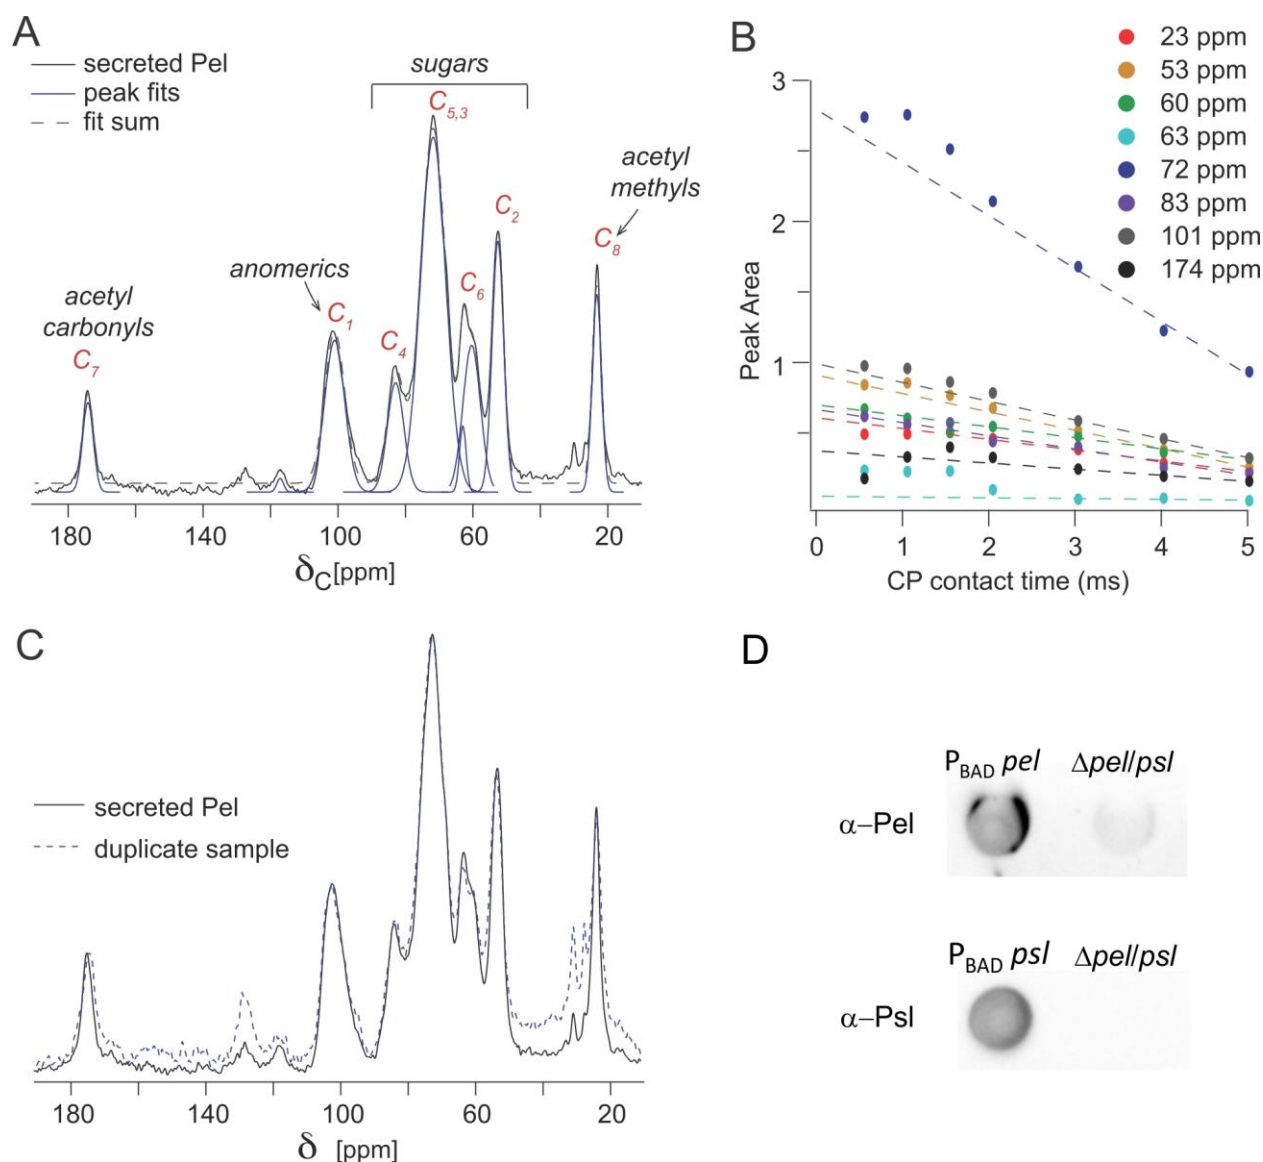 A
secreted Pel
peak fits
fit sum
sugars
C5,3
acetyl
methyls
C2
C8
anomerics
C6
acetyl
carbonyls
C1
C4
C7
180
140
100
60
20
δC[ppm]
B
23 ppm
53 ppm
60 ppm
63 ppm
72 ppm
83 ppm
101 ppm
174 ppm
3
2
1
Peak Area
0
1
2
3
4
5
CP contact time (ms)
C
secreted Pel
duplicate sample
180
140
100
60
20
δ [ppm]
D
PBAD pel
Δpel/psl
α–Pel
PBAD psl
Δpel/psl
α–Psl